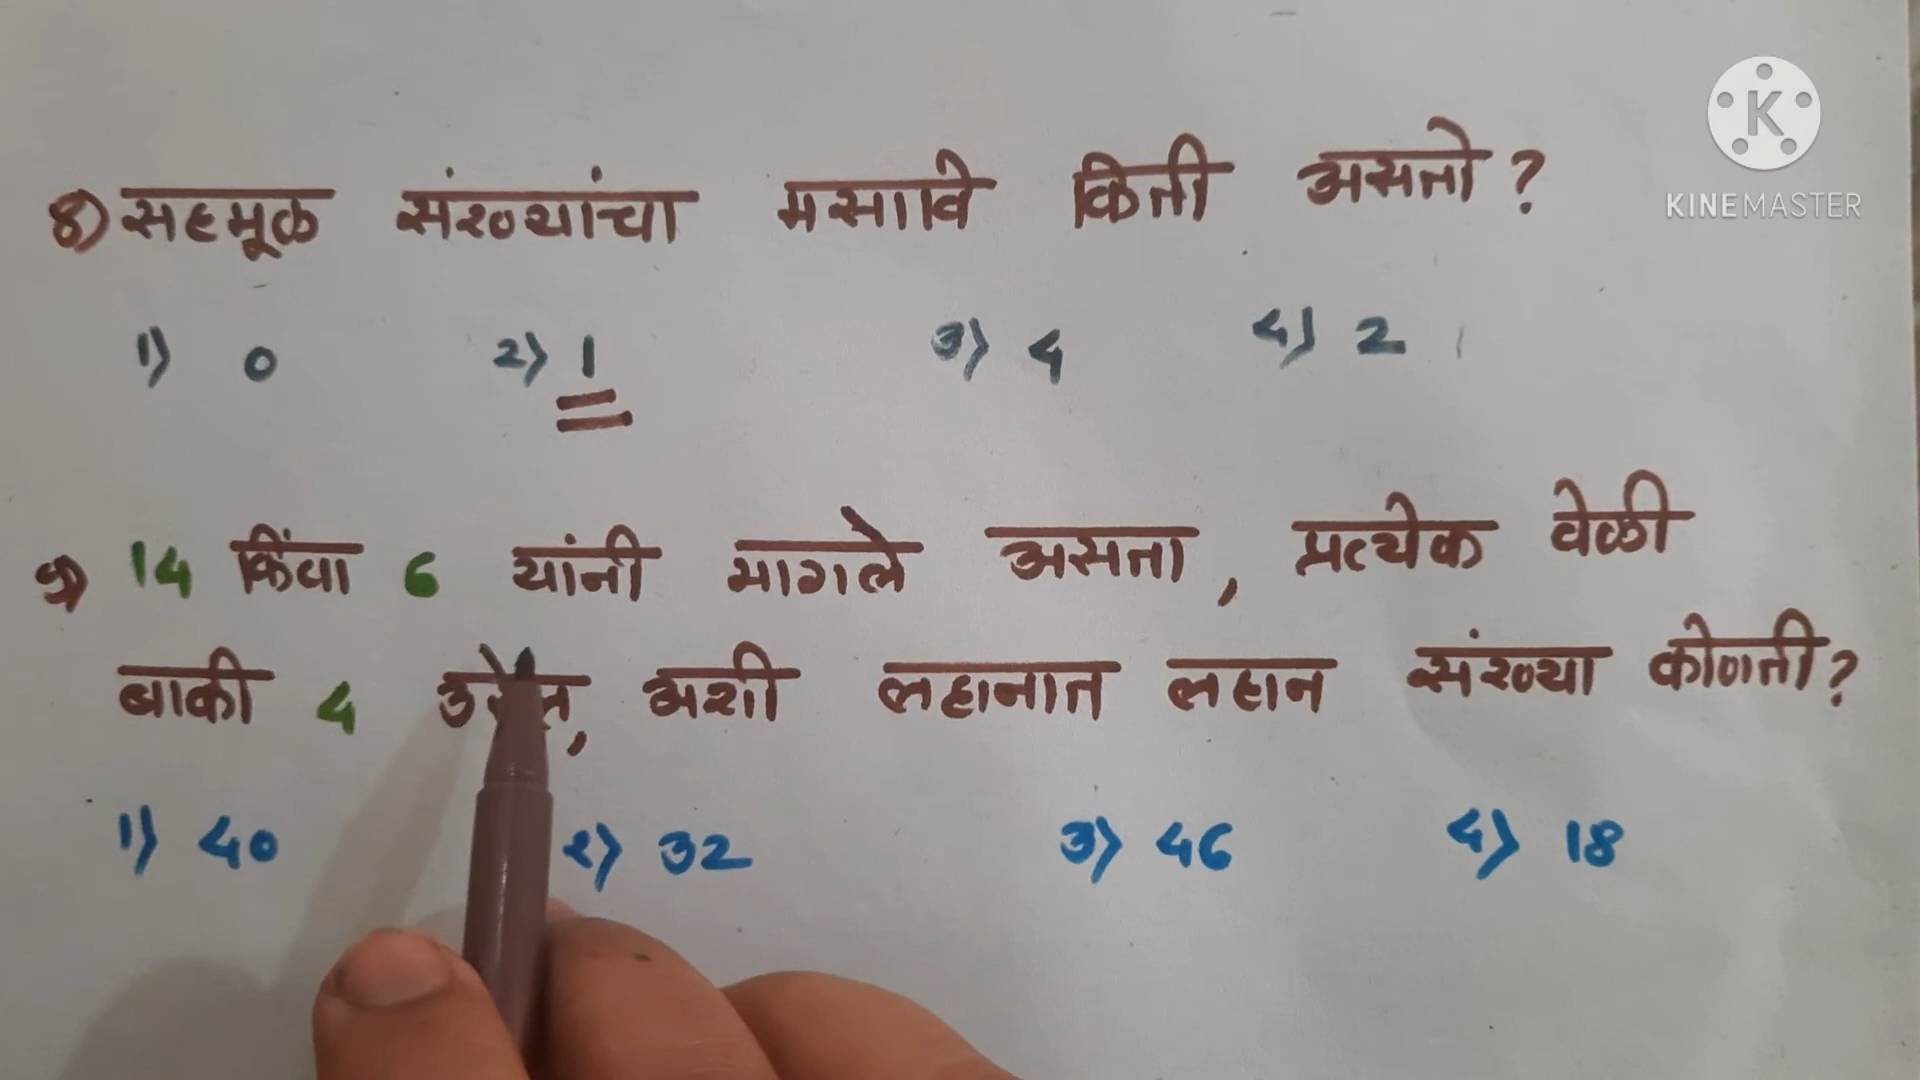 8) सहमूळ संख्यांचा मसावि किती असतो?
1) 0 2) 1 3) 4 4) 2
9) 14 किंवा 6 यांनी भागले असता, प्रत्येक वेळी
बाकी 4 अशी लहानात लहान संख्या कोणती?
1) 40 2) 32 3) 46 4) 18
K
KINEMASTER